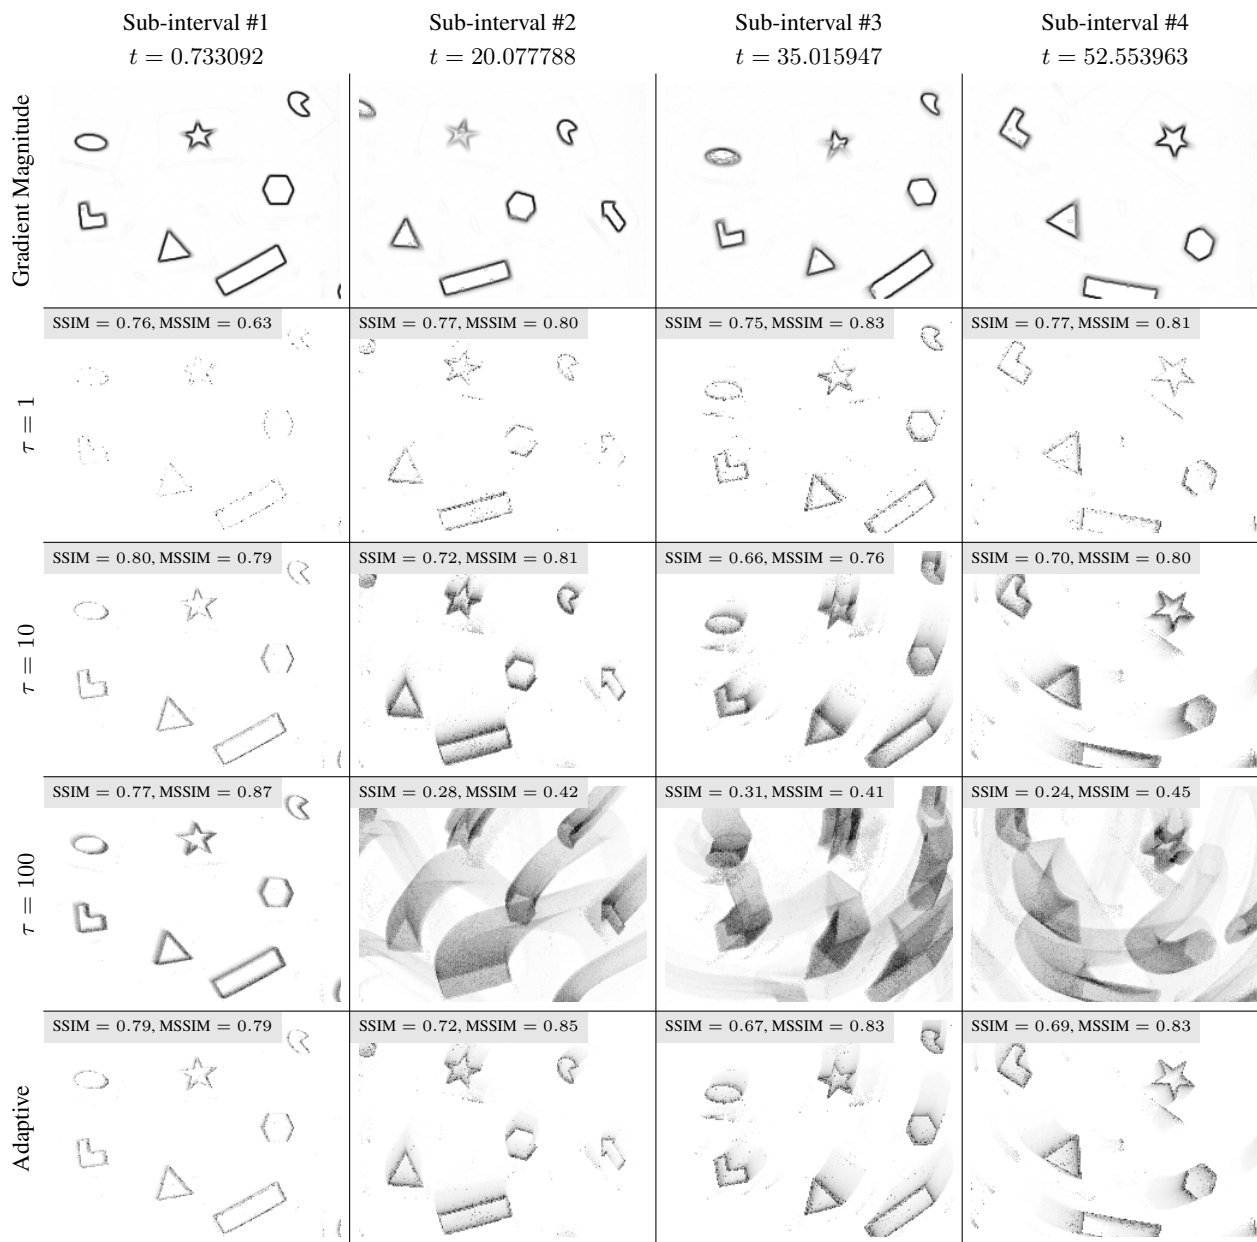 Sub-interval #1 Sub-interval #2 Sub-interval #3 Sub-interval #4
t = 0.733092 t = 20.077788 t = 35.015947 t = 52.553963
Gradient Magnitude
SSIM = 0.76, MSSIM = 0.63 SSIM = 0.77, MSSIM = 0.80 SSIM = 0.75, MSSIM = 0.83 SSIM = 0.77, MSSIM = 0.81
τ = 1
SSIM = 0.80, MSSIM = 0.79 SSIM = 0.72, MSSIM = 0.81 SSIM = 0.66, MSSIM = 0.76 SSIM = 0.70, MSSIM = 0.80
τ = 10
SSIM = 0.77, MSSIM = 0.87 SSIM = 0.28, MSSIM = 0.42 SSIM = 0.31, MSSIM = 0.41 SSIM = 0.24, MSSIM = 0.45
τ = 100
SSIM = 0.79, MSSIM = 0.79 SSIM = 0.72, MSSIM = 0.85 SSIM = 0.67, MSSIM = 0.83 SSIM = 0.69, MSSIM = 0.83
Adaptive